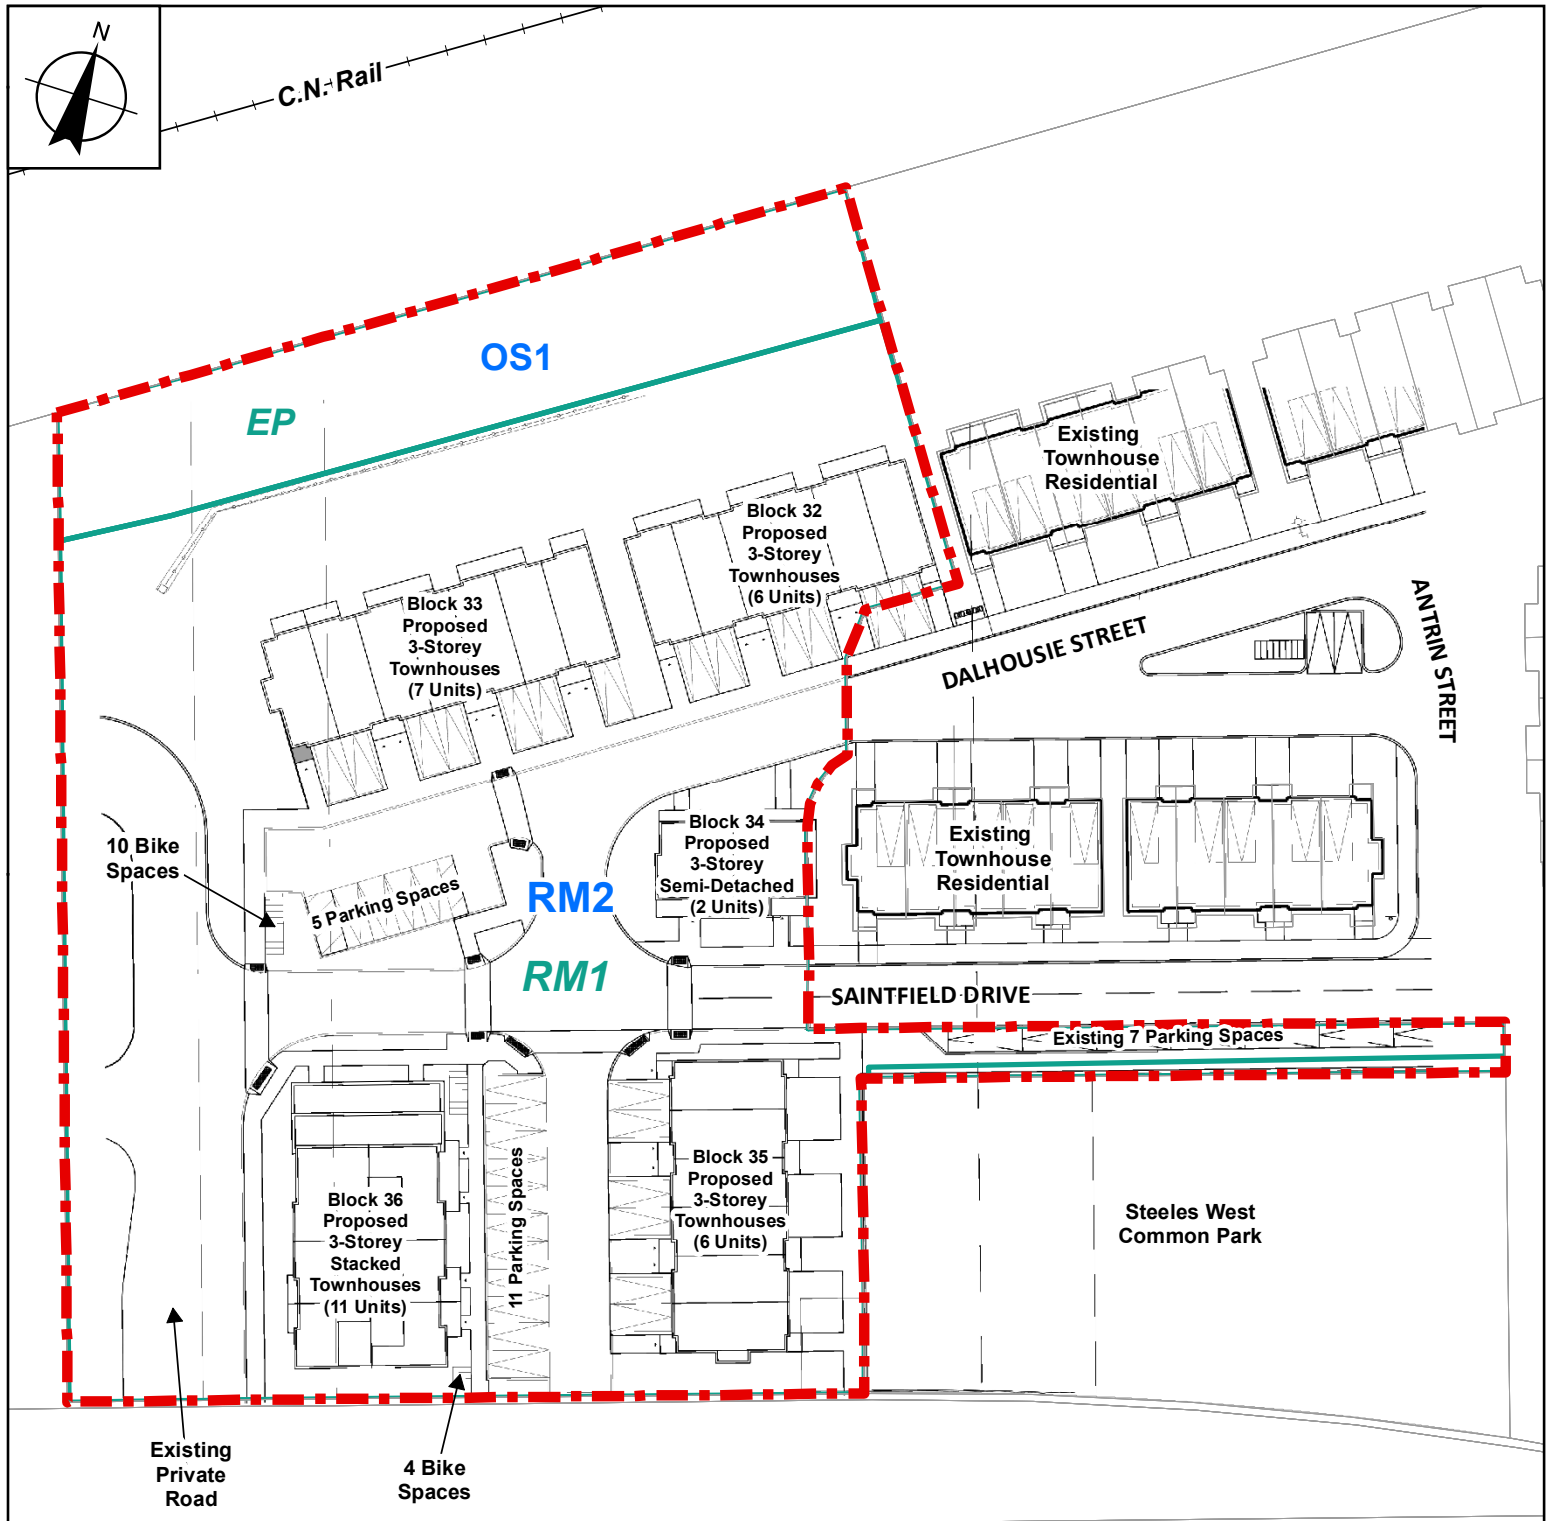 N
C.N. Rail
OS1
EP
Existing
Townhouse
Residential
Block 32
Proposed
3-Storey
Townhouses
(6 Units)
Block 33
Proposed
3-Storey
Townhouses
(7 Units)
DALHOUSIE STREET
ANTRIN STREET
10 Bike
Spaces
5 Parking Spaces
Block 34
Proposed
3-Storey
Semi-Detached
(2 Units)
Existing
Townhouse
Residential
RM2
RM1
SAINTFIELD DRIVE
Existing 7 Parking Spaces
Block 36
Proposed
3-Storey
Stacked
Townhouses
(11 Units)
11 Parking Spaces
Block 35
Proposed
3-Storey
Townhouses
(6 Units)
Steeles West
Common Park
Existing
Private
Road
4 Bike
Spaces